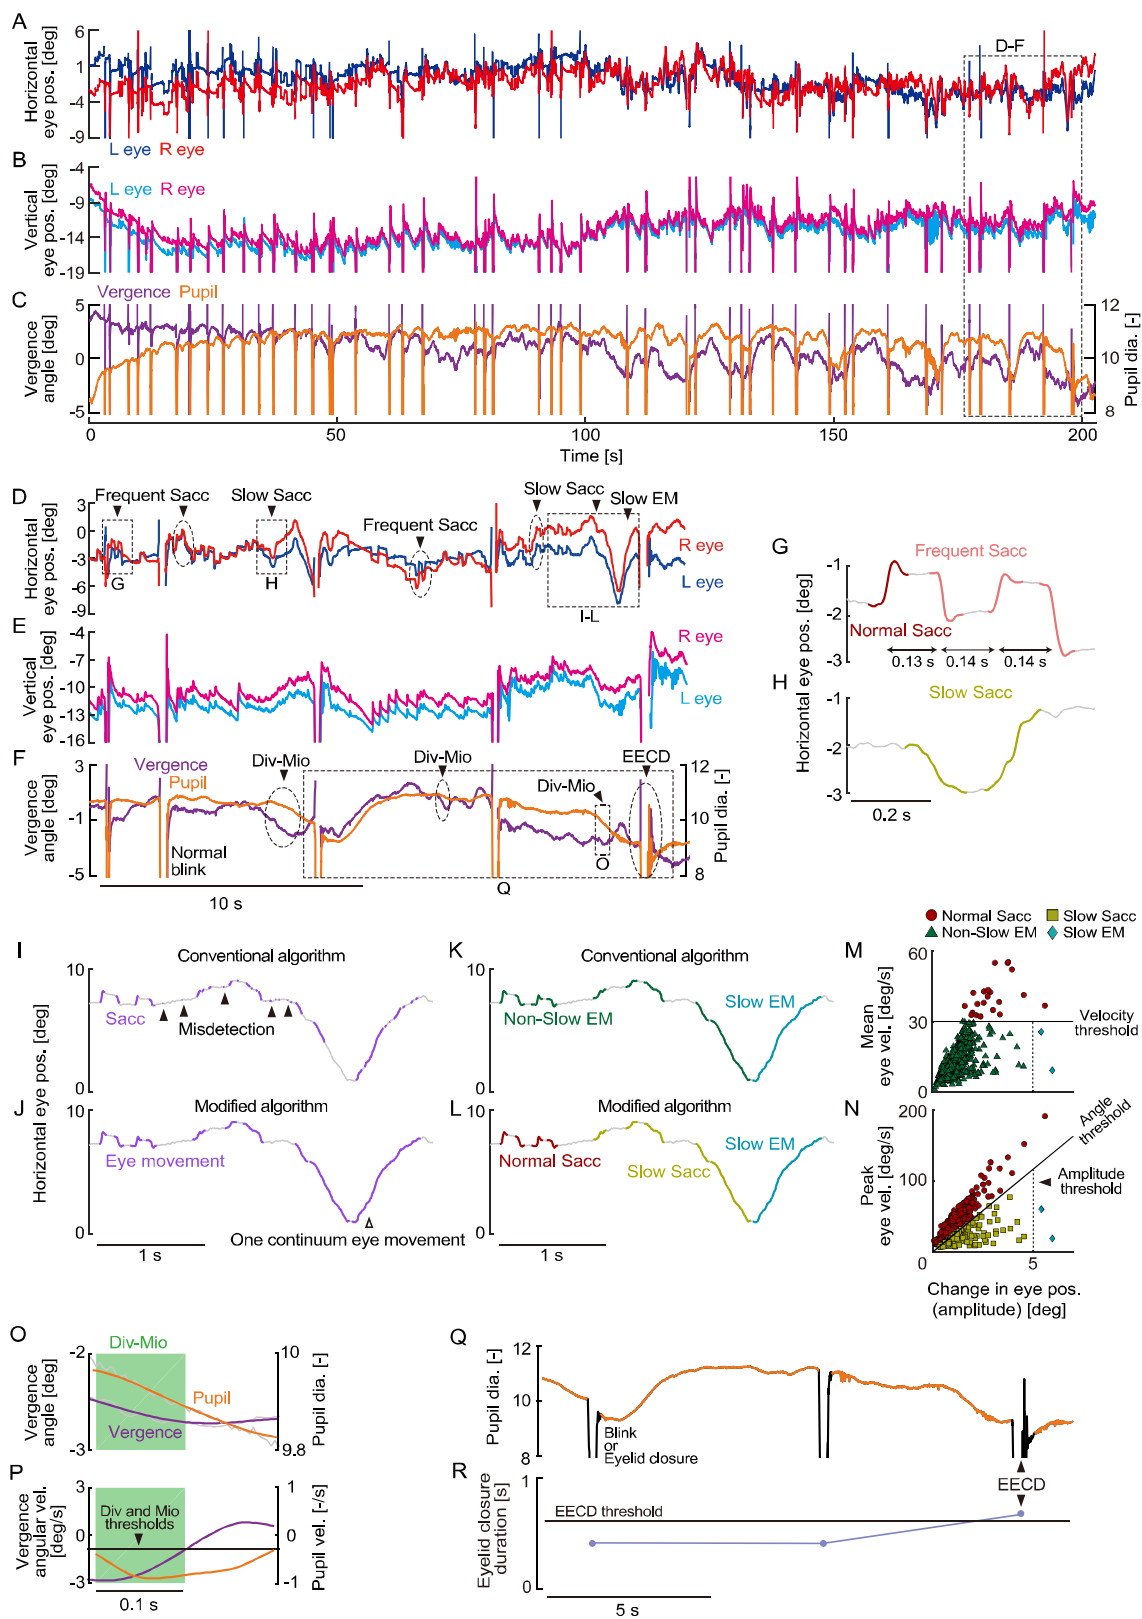 A
Horizontal
eye pos. [deg]
6
1
-4
-9
L eye R eye
D-F
B
Vertical
eye pos. [deg]
-4
-9
-14
-19
L eye R eye
C
Vergence Pupil
Vergence
angle [deg]
5
0
-5
12
10
8
Pupil dia. [-]
0 50 100 150 200
Time [s]
D
Horizontal
eye pos. [deg]
3
0
-3
-6
-9
Frequent Sacc
Slow Sacc
Frequent Sacc
Slow Sacc
Slow EM
R eye
L eye
G
H
I-L
E
Vertical
eye pos. [deg]
-4
-7
-10
-13
-16
R eye
L eye
F
Vergence
angle [deg]
3
-1
-5
Vergence
Pupil
Div-Mio
Div-Mio
Div-Mio
EECD
Normal
blink
O
Q
12
10
8
Pupil dia. [-]
10 s
G
Horizontal eye pos. [deg]
-1
-2
-3
Frequent Sacc
Normal Sacc
0.13 s 0.14 s 0.14 s
H
-1
-2
-3
Slow Sacc
0.2 s
I
Conventional algorithm
10
0
Sacc
Misdetection
Horizontal eye pos. [deg]
J
Modified algorithm
10
0
Eye movement
One continuum eye movement
1 s
K
Conventional algorithm
10
0
Non-Slow EM
Slow EM
L
Modified algorithm
10
0
Normal Sacc
Slow Sacc
Slow EM
1 s
Normal Sacc Slow Sacc
Non-Slow EM Slow EM
M
Mean
eye vel. [deg/s]
60
30
0
Velocity
threshold
N
Peak
eye vel. [deg/s]
200
100
0
5
Angle
threshold
Amplitude
threshold
Change in eye pos.
(amplitude) [deg]
O
Div-Mio
Vergence
angle [deg]
-2
-3
Pupil
Vergence
10
9.8
Pupil dia. [-]
P
Vergence
angular vel.
[deg/s]
3
0
-3
Div and Mio
thresholds
1
0
-1
Pupil vel. [-/s]
0.1 s
Q
Pupil dia. [-]
12
10
8
Blink
or
Eyelid closure
EECD
R
Eyelid closure
duration [s]
1
0
EECD threshold
5 s